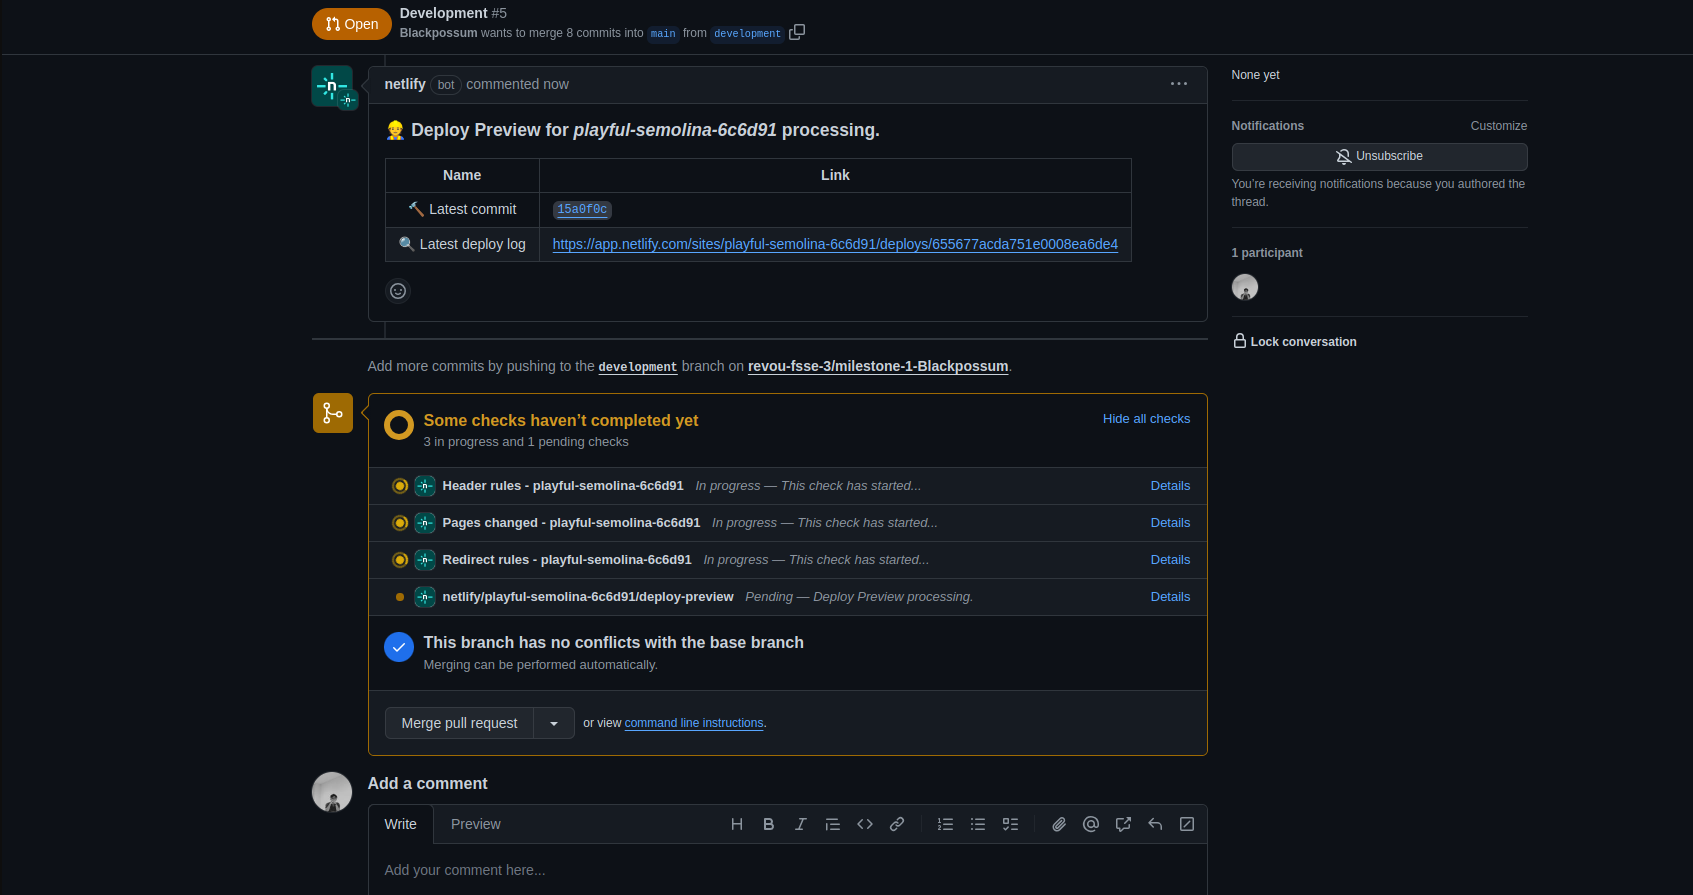 Open
Development #5
Blackpossum wants to merge 8 commits into main from development
netlify bot commented now
Deploy Preview for playful-semolina-6c6d91 processing.
Name Link
Latest commit 15a0f0c
Latest deploy log https://app.netlify.com/sites/playful-semolina-6c6d91/deploys/655677acda751e0008ea6de4
None yet
Notifications Customize
Unsubscribe
You're receiving notifications because you authored the
thread.
1 participant
Lock conversation
Add more commits by pushing to the development branch on revou-fsse-3/milestone-1-Blackpossum.
Some checks haven't completed yet Hide all checks
3 in progress and 1 pending checks
Header rules - playful-semolina-6c6d91 In progress — This check has started... Details
Pages changed - playful-semolina-6c6d91 In progress — This check has started... Details
Redirect rules - playful-semolina-6c6d91 In progress — This check has started... Details
netlify/playful-semolina-6c6d91/deploy-preview Pending — Deploy Preview processing. Details
This branch has no conflicts with the base branch
Merging can be performed automatically.
Merge pull request or view command line instructions.
Add a comment
Write Preview
Add your comment here...